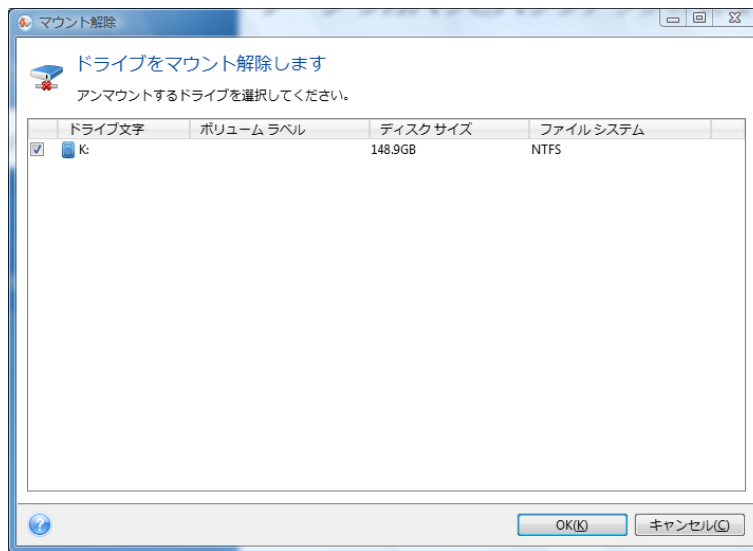 マウント解除
ドライブをマウント解除します
アンマウントするドライブを選択してください。
ドライブ文字 ボリューム ラベル ディスク サイズ ファイル システム
K: 148.9GB NTFS
OK(K) キャンセル(C)